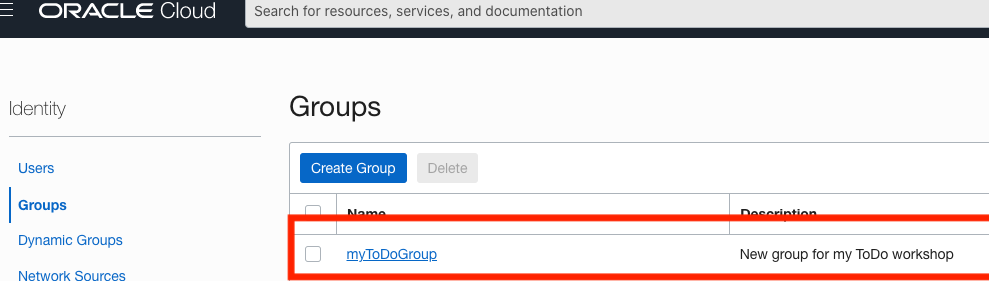 ORACLE Cloud
Search for resources, services, and documentation
Identity
Users
Groups
Dynamic Groups
Network Sources
Groups
Create Group
Delete
Name
Description
myToDoGroup
New group for my ToDo workshop